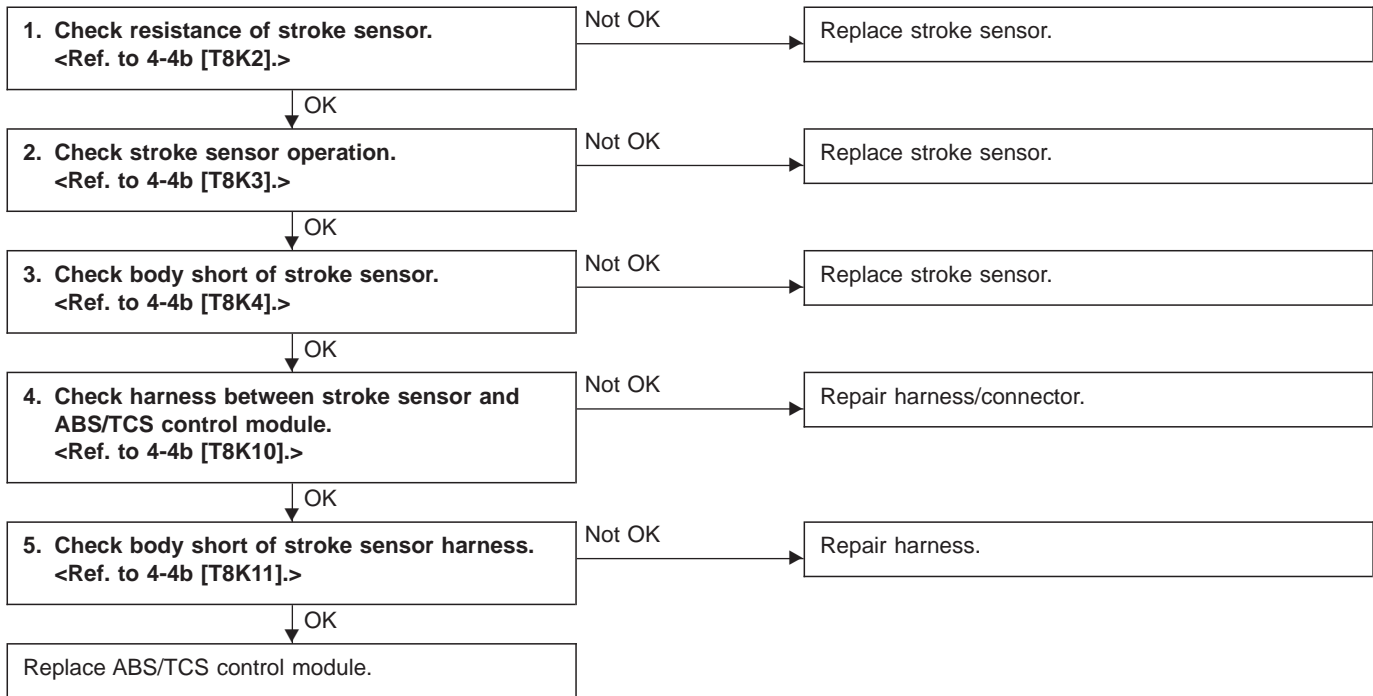 1. Check resistance of stroke sensor.
<Ref. to 4-4b [T8K2].>
Not OK
Replace stroke sensor.
OK
2. Check stroke sensor operation.
<Ref. to 4-4b [T8K3].>
Not OK
Replace stroke sensor.
OK
3. Check body short of stroke sensor.
<Ref. to 4-4b [T8K4].>
Not OK
Replace stroke sensor.
OK
4. Check harness between stroke sensor and
ABS/TCS control module.
<Ref. to 4-4b [T8K10].>
Not OK
Repair harness/connector.
OK
5. Check body short of stroke sensor harness.
<Ref. to 4-4b [T8K11].>
Not OK
Repair harness.
OK
Replace ABS/TCS control module.